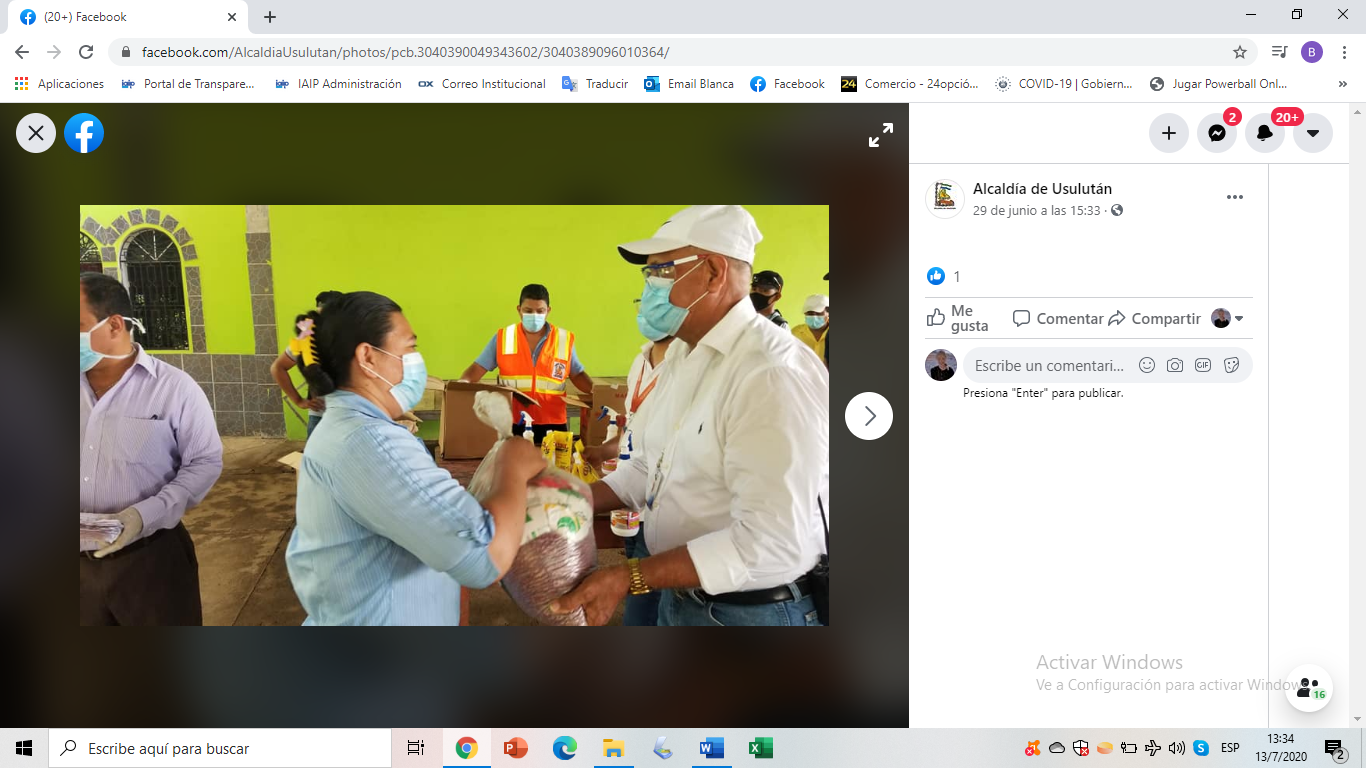 (20+) Facebook
facebook.com/AlcaldiaUsulutan/photos/pcb.3040390049343602/3040389096010364/
B
Aplicaciones
Portal de Transpare...
IAIP Administración
Correo Institucional
Traducir
Email Blanca
Facebook
24
Comercio - 24opció...
COVID-19 | Gobiern...
Jugar Powerball Onl...
2
20+
Alcaldía de Usulután
29 de junio a las 15:33
1
Me gusta
Comentar
Compartir
Escribe un comentari...
GIF
Presiona "Enter" para publicar.
Activar Windows
Ve a Configuración para activar Windows
16
Escribe aquí para buscar
ESP
13:34
13/7/2020
2